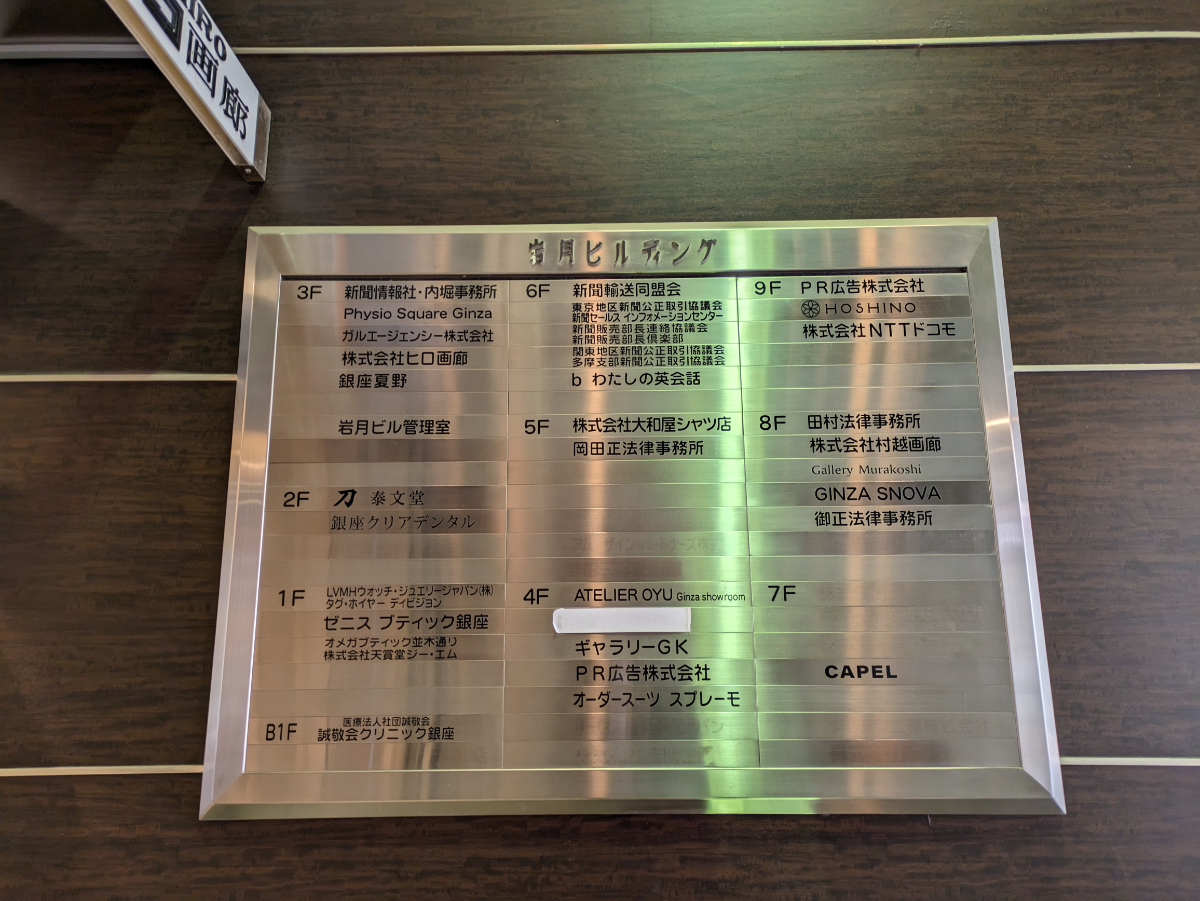 IRO
画廊
岩月ビルディング
3F 新聞情報社・内堀事務所
Physio Square Ginza
ガルエージェンシー株式会社
株式会社ヒロ画廊
銀座夏野
岩月ビル管理室
2F 刀 泰文堂
銀座クリアデンタル
1F LVMHウォッチ・ジュエリージャパン(株)
タグ・ホイヤー ディビジョン
ゼニス ブティック銀座
オメガブティック並木通り
株式会社天賞堂ジー・エム
B1F 医療法人社団誠敬会
誠敬会クリニック銀座
6F 新聞輸送同盟会
東京地区新聞公正取引協議会
新聞セールス インフォメーションセンター
新聞販売部長連絡協議会
新聞販売部長倶楽部
関東地区新聞公正取引協議会
多摩支部新聞公正取引協議会
b わたしの英会話
5F 株式会社大和屋シャツ店
岡田正法律事務所
4F ATELIER OYU Ginza showroom
ギャラリーGK
PR広告株式会社
オーダースーツ スプレーモ
9F PR広告株式会社
HOSHINO
株式会社NTTドコモ
8F 田村法律事務所
株式会社村越画廊
Gallery Murakoshi
GINZA SNOVA
御正法律事務所
7F
CAPEL